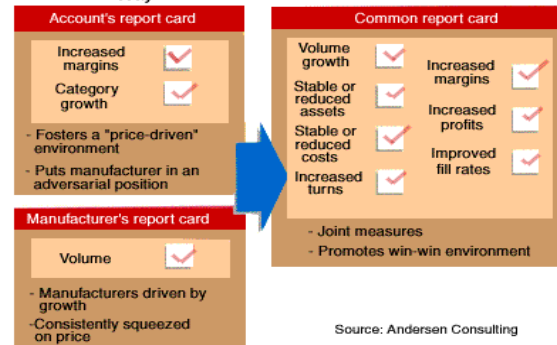 Account's report card
Increased
margins
Category
growth
- Fosters a "price-driven"
environment
- Puts manufacturer in an
adversarial position
Manufacturer's report card
Volume
- Manufacturers driven by
growth
-Consistently squeezed
on price
Common report card
Volume
growth
Stable or
reduced
assets
Stable or
reduced
costs
Increased
turns
Increased
margins
Increased
profits
Improved
fill rates
- Joint measures
- Promotes win-win environment
Source: Andersen Consulting